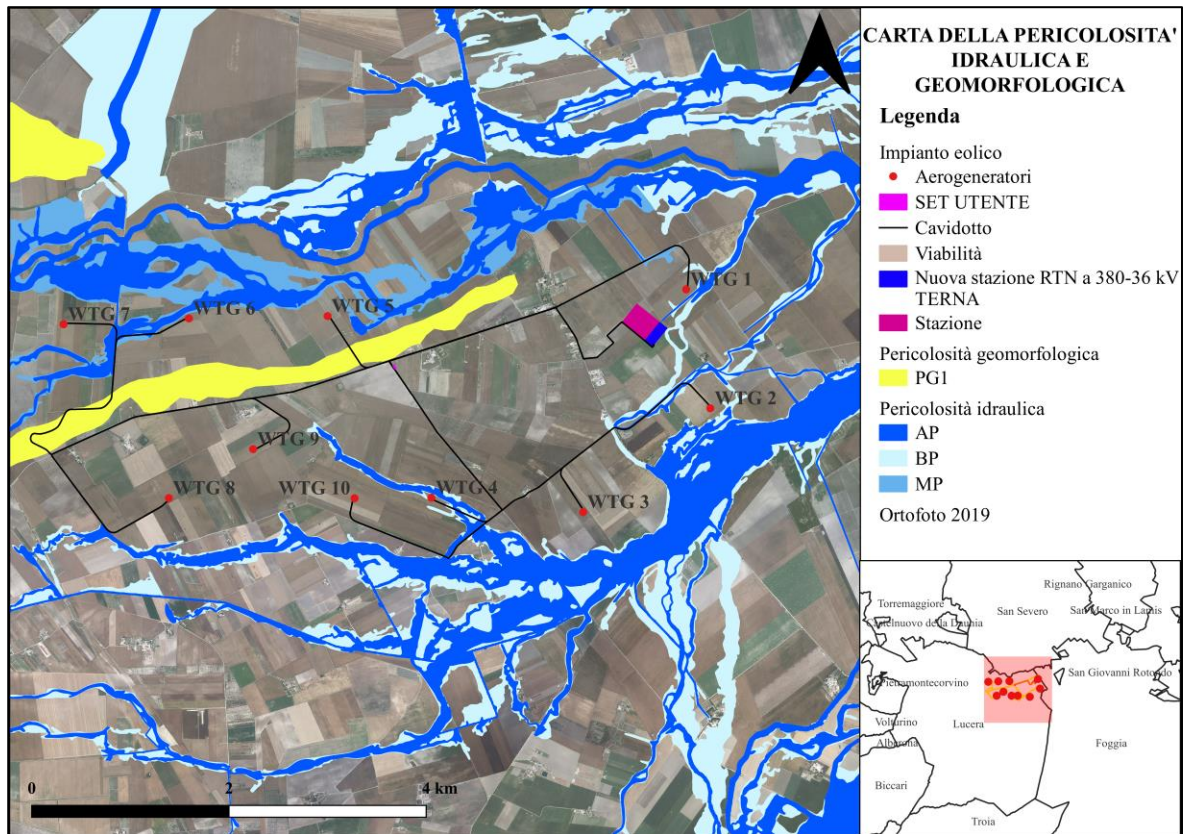 CARTA DELLA PERICOLOSITA'
IDRAULICA E
GEOMORFOLOGICA
Legenda
Impianto eolico
Aerogeneratori
SET UTENTE
Cavidotto
Viabilità
Nuova stazione RTN a 380-36 kV
TERNA
Stazione
Pericolosità geomorfologica
PG1
Pericolosità idraulica
AP
BP
MP
Ortofoto 2019
WTG 1
WTG 5
WTG 6
WTG 7
WTG 2
WTG 9
WTG 8
WTG 10
WTG 4
WTG 3
0 2 4 km
Rignano Garganico
Torremaggiore
San Severo
San Marco in Lamis
Castelnuovo della Daunia
San Giovanni Rotondo
Pietramontecorvino
Volturino
Lucera
Alberona
Foggia
Biccari
Troia